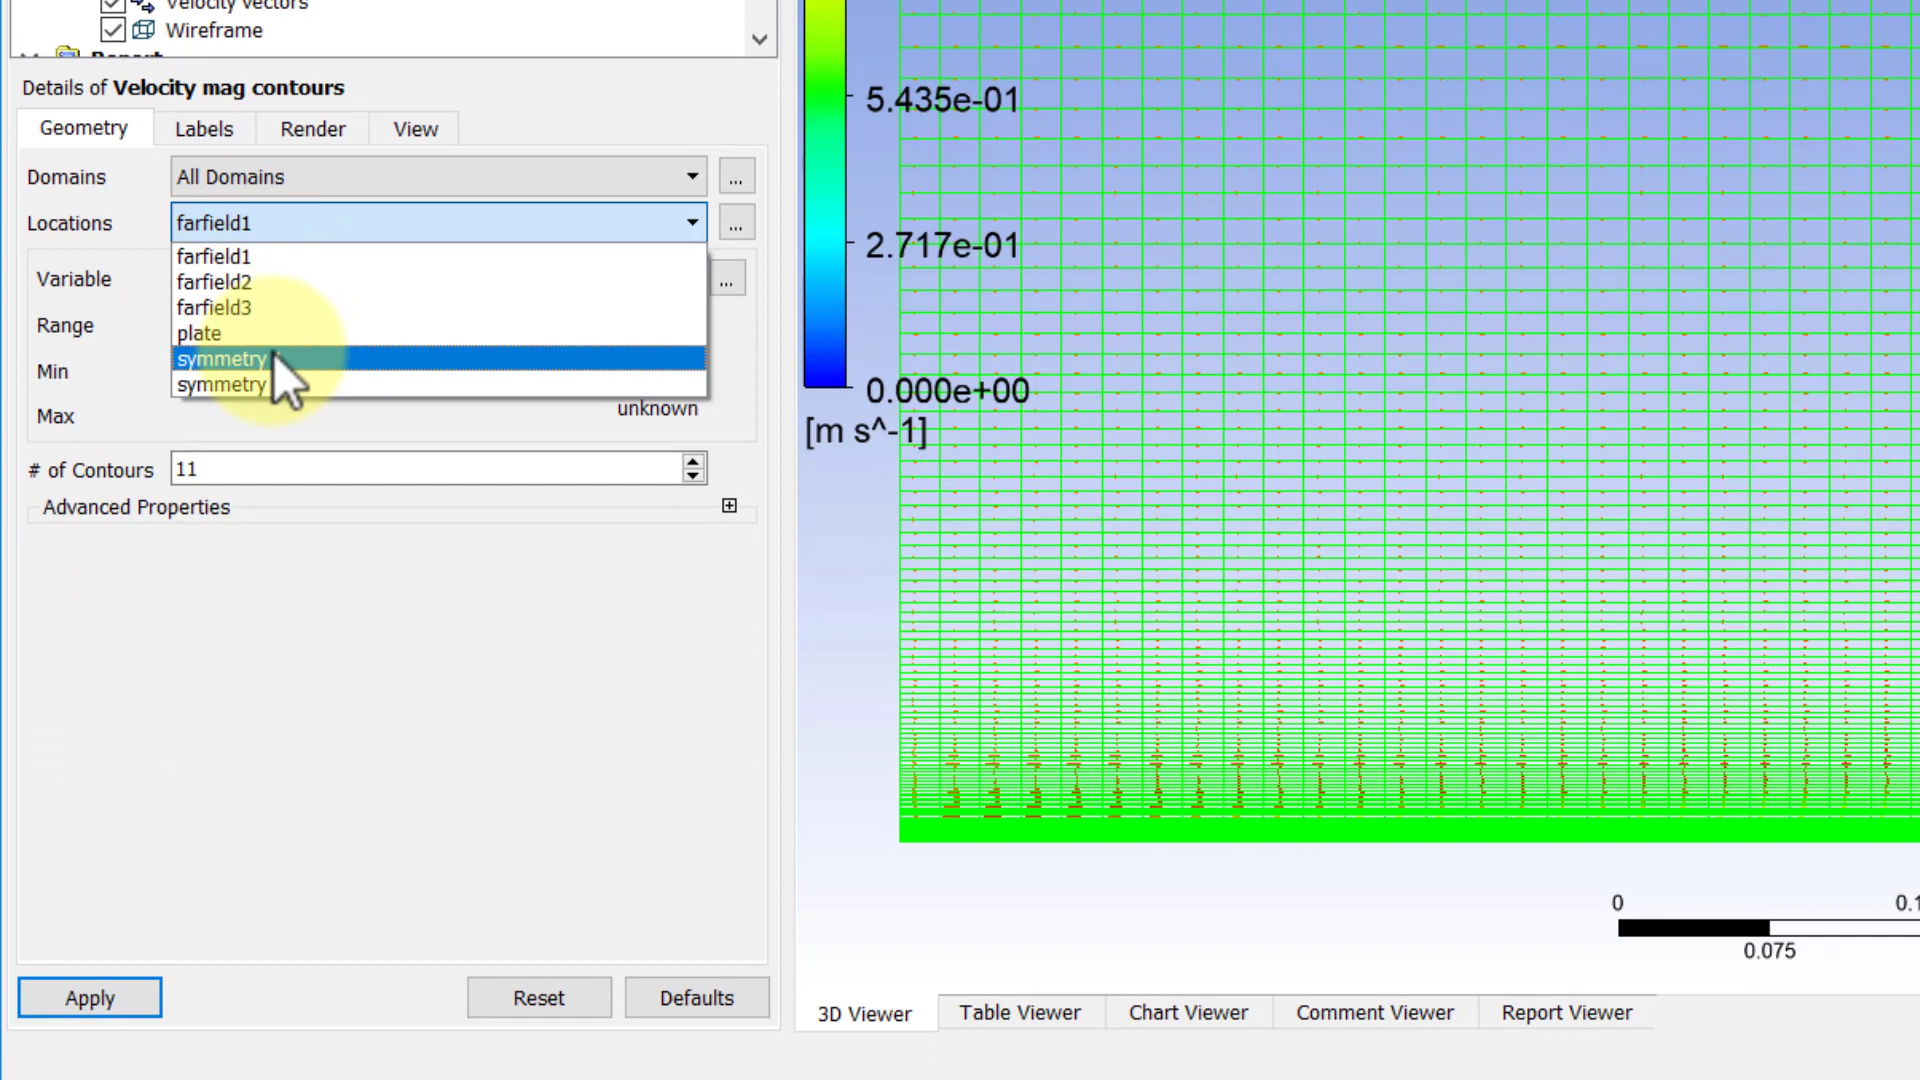 Velocity vectors
Wireframe
Report
Details of Velocity mag contours
Geometry Labels Render View
Domains All Domains ...
Locations farfield1 ...
farfield1
farfield2
farfield3
plate
symmetry
symmetry
Variable ...
Range
Min
Max unknown
# of Contours 11
Advanced Properties
Apply Reset Defaults
5.435e-01
2.717e-01
0.000e+00
[m s^-1]
0 0.1
0.075
3D Viewer Table Viewer Chart Viewer Comment Viewer Report Viewer